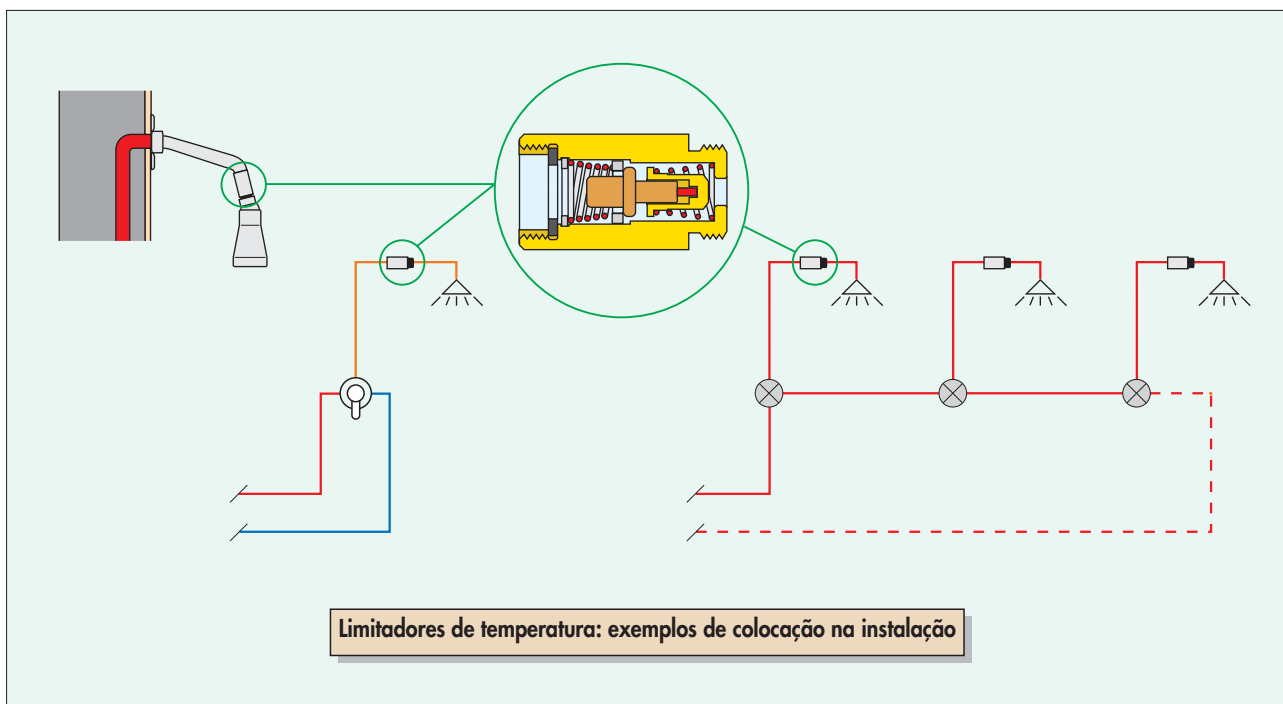 Limitadores de temperatura: exemplos de colocação na instalação